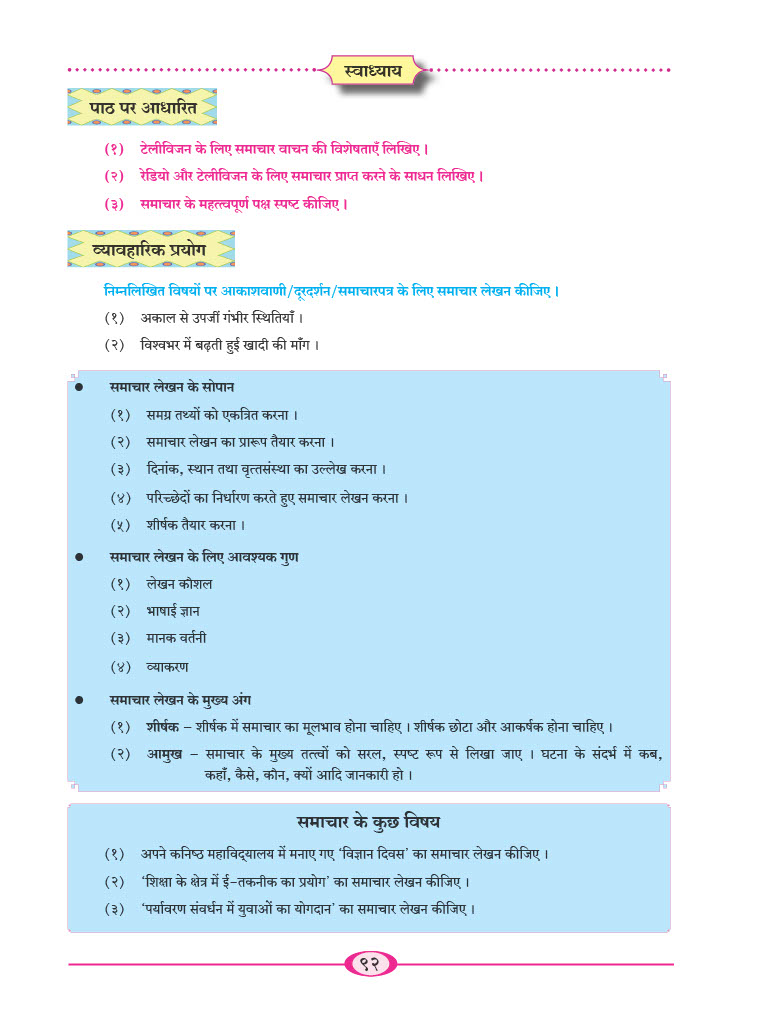 स्वाध्याय
पाठ पर आधारित
(१) टेलीविजन के लिए समाचार वाचन की विशेषताएँ लिखिए ।
(२) रेडियो और टेलीविजन के लिए समाचार प्राप्त करने के साधन लिखिए ।
(३) समाचार के महत्त्वपूर्ण पक्ष स्पष्ट कीजिए ।
व्यावहारिक प्रयोग
निम्नलिखित विषयों पर आकाशवाणी/दूरदर्शन/समाचारपत्र के लिए समाचार लेखन कीजिए ।
(१) अकाल से उपजीं गंभीर स्थितियाँ ।
(२) विश्वभर में बढ़ती हुई खादी की माँग ।
● समाचार लेखन के सोपान
(१) समग्र तथ्यों को एकत्रित करना ।
(२) समाचार लेखन का प्रारूप तैयार करना ।
(३) दिनांक, स्थान तथा वृत्तसंस्था का उल्लेख करना ।
(४) परिच्छेदों का निर्धारण करते हुए समाचार लेखन करना ।
(५) शीर्षक तैयार करना ।
● समाचार लेखन के लिए आवश्यक गुण
(१) लेखन कौशल
(२) भाषाई ज्ञान
(३) मानक वर्तनी
(४) व्याकरण
● समाचार लेखन के मुख्य अंग
(१) शीर्षक – शीर्षक में समाचार का मूलभाव होना चाहिए । शीर्षक छोटा और आकर्षक होना चाहिए ।
(२) आमुख – समाचार के मुख्य तत्त्वों को सरल, स्पष्ट रूप से लिखा जाए । घटना के संदर्भ में कब,
कहाँ, कैसे, कौन, क्यों आदि जानकारी हो ।
समाचार के कुछ विषय
(१) अपने कनिष्ठ महाविद्यालय में मनाए गए ‘विज्ञान दिवस’ का समाचार लेखन कीजिए ।
(२) ‘शिक्षा के क्षेत्र में ई-तकनीक का प्रयोग’ का समाचार लेखन कीजिए ।
(३) ‘पर्यावरण संवर्धन में युवाओं का योगदान’ का समाचार लेखन कीजिए ।
९२